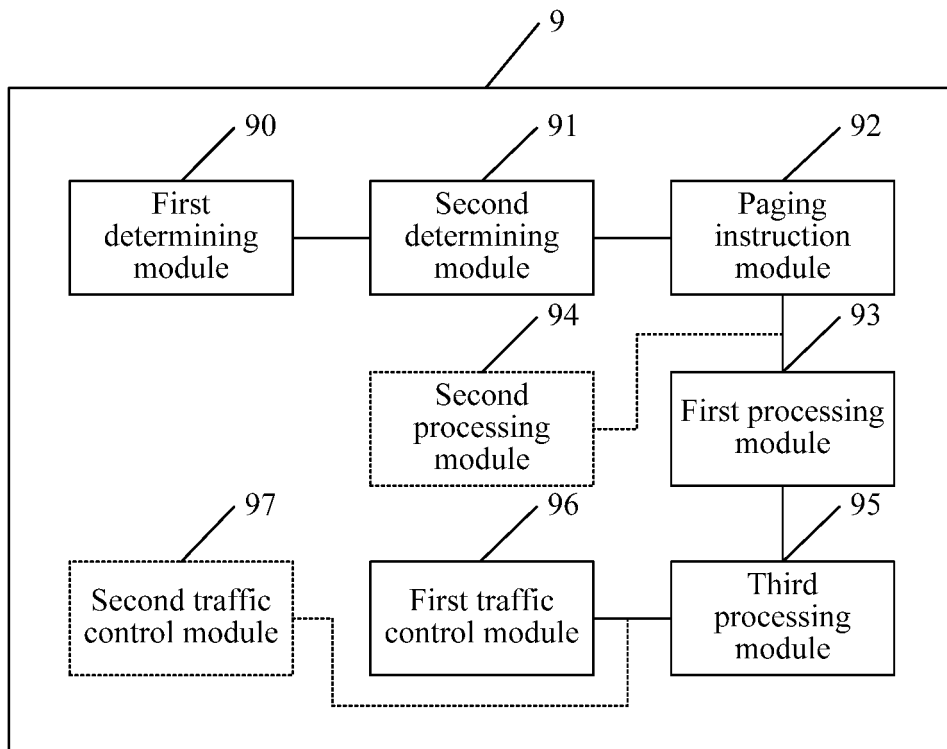 9
90
91
92
First
determining
module
Second
determining
module
Paging
instruction
module
94
93
Second
processing
module
First processing
module
97
96
95
Second traffic
control module
First traffic
control module
Third
processing
module